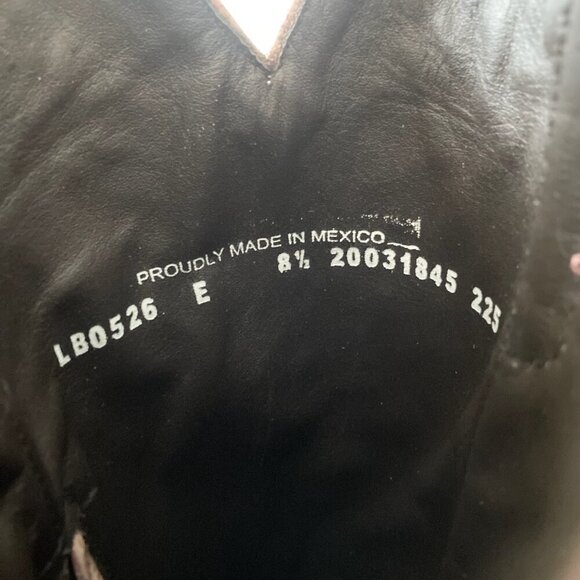 PROUDLY MADE IN MEXICO
LB0526 E 8½ 20031845 225